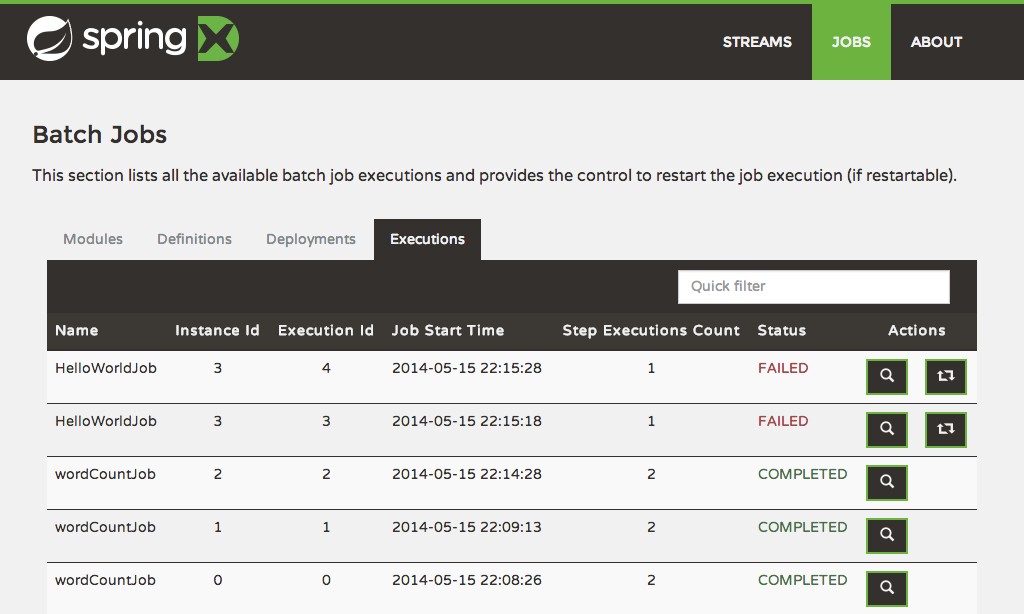 spring X
STREAMS JOBS ABOUT
Batch Jobs
This section lists all the available batch job executions and provides the control to restart the job execution (if restartable).
Modules Definitions Deployments Executions
Quick filter
Name Instance Id Execution Id Job Start Time Step Executions Count Status Actions
HelloWorldJob 3 4 2014-05-15 22:15:28 1 FAILED
HelloWorldJob 3 3 2014-05-15 22:15:18 1 FAILED
wordCountJob 2 2 2014-05-15 22:14:28 2 COMPLETED
wordCountJob 1 1 2014-05-15 22:09:13 2 COMPLETED
wordCountJob 0 0 2014-05-15 22:08:26 2 COMPLETED